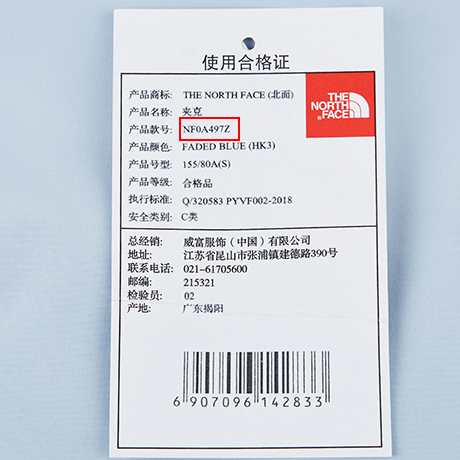 使用合格证
产品商标: THE NORTH FACE (北面)
产品名称: 夹克
产品款号: NF0A497Z
产品颜色: FADED BLUE (HK3)
产品号型: 155/80A(S)
产品等级: 合格品
执行标准: Q/320583 PYVF002-2018
安全类别: C类
THE
NORTH
FACE
总经销: 威富服饰（中国）有限公司
地址: 江苏省昆山市张浦镇建德路390号
联系电话: 021-61705600
邮编: 215321
检验员: 02
产地: 广东揭阳
6 907096 142833